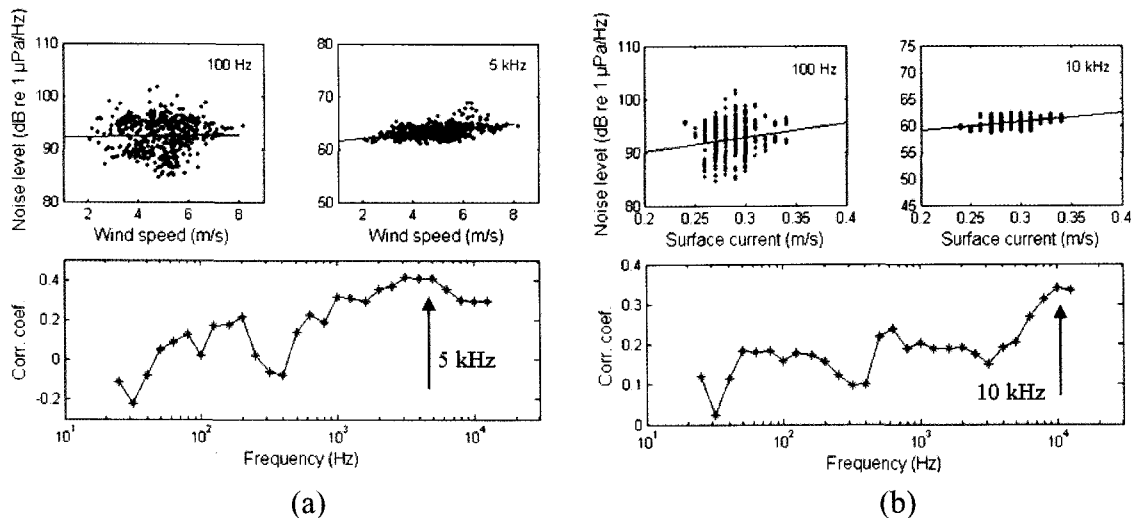 Noise level (dB re 1 µPa/Hz)
110
100
90
80
100 Hz
2 4 6 8
Wind speed (m/s)
80
70
60
50
5 kHz
2 4 6 8
Wind speed (m/s)
Corr. coef.
0.4
0.2
0
-0.2
5 kHz
10¹ 10² 10³ 10⁴
Frequency (Hz)
(a)
Noise level (dB re 1 µPa/Hz)
110
100
90
80
100 Hz
0.2 0.25 0.3 0.35 0.4
Surface current (m/s)
75
70
65
60
55
50
45
10 kHz
0.2 0.25 0.3 0.35 0.4
Surface current (m/s)
Corr. coef.
0.4
0.3
0.2
0.1
0
10 kHz
10¹ 10² 10³ 10⁴
Frequency (Hz)
(b)